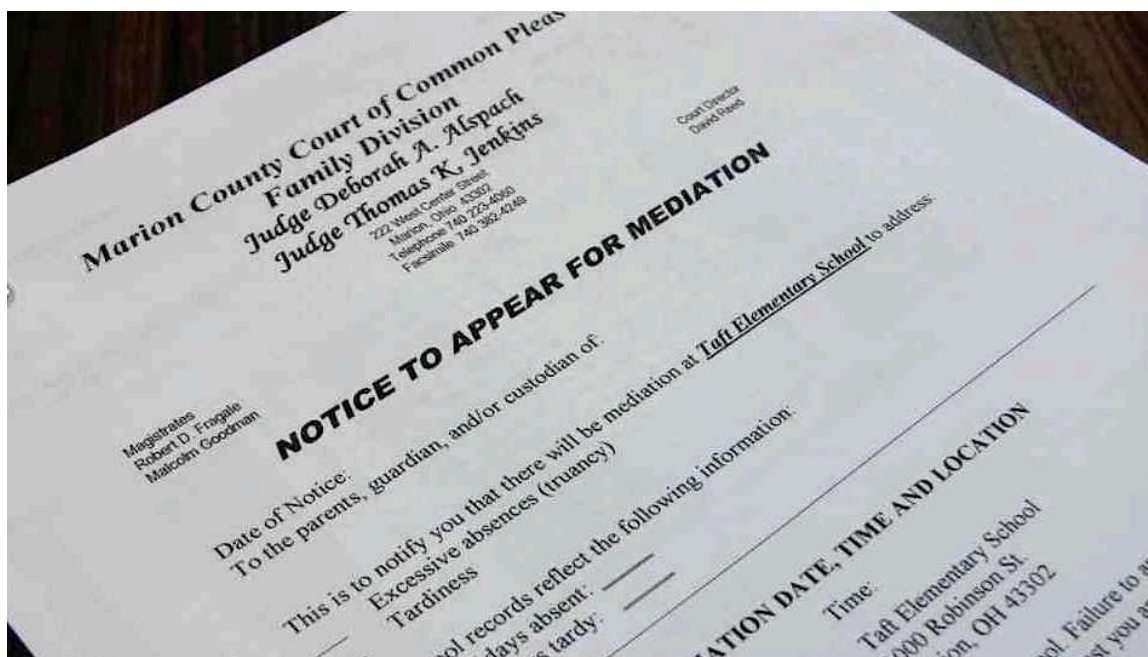 Marion County Court of Common Pleas
Family Division
Judge Deborah A. Alspach
Judge Thomas K. Jenkins
222 West Center Street
Marion, Ohio 43302
Telephone 740 223-4060
Facsimile 740 382-4249
Court Director
David Reed
Magistrates
Robert D. Fragale
Malcolm Goodman
NOTICE TO APPEAR FOR MEDIATION
Date of Notice:
To the parents, guardian, and/or custodian of:
This is to notify you that there will be mediation at Taft Elementary School to address:
Excessive absences (truancy)
Tardiness
ol records reflect the following information:
days absent:
s tardy:
ATION DATE, TIME AND LOCATION
Time:
Taft Elementary School
000 Robinson St.
ion, OH 43302
ol. Failure to
st you